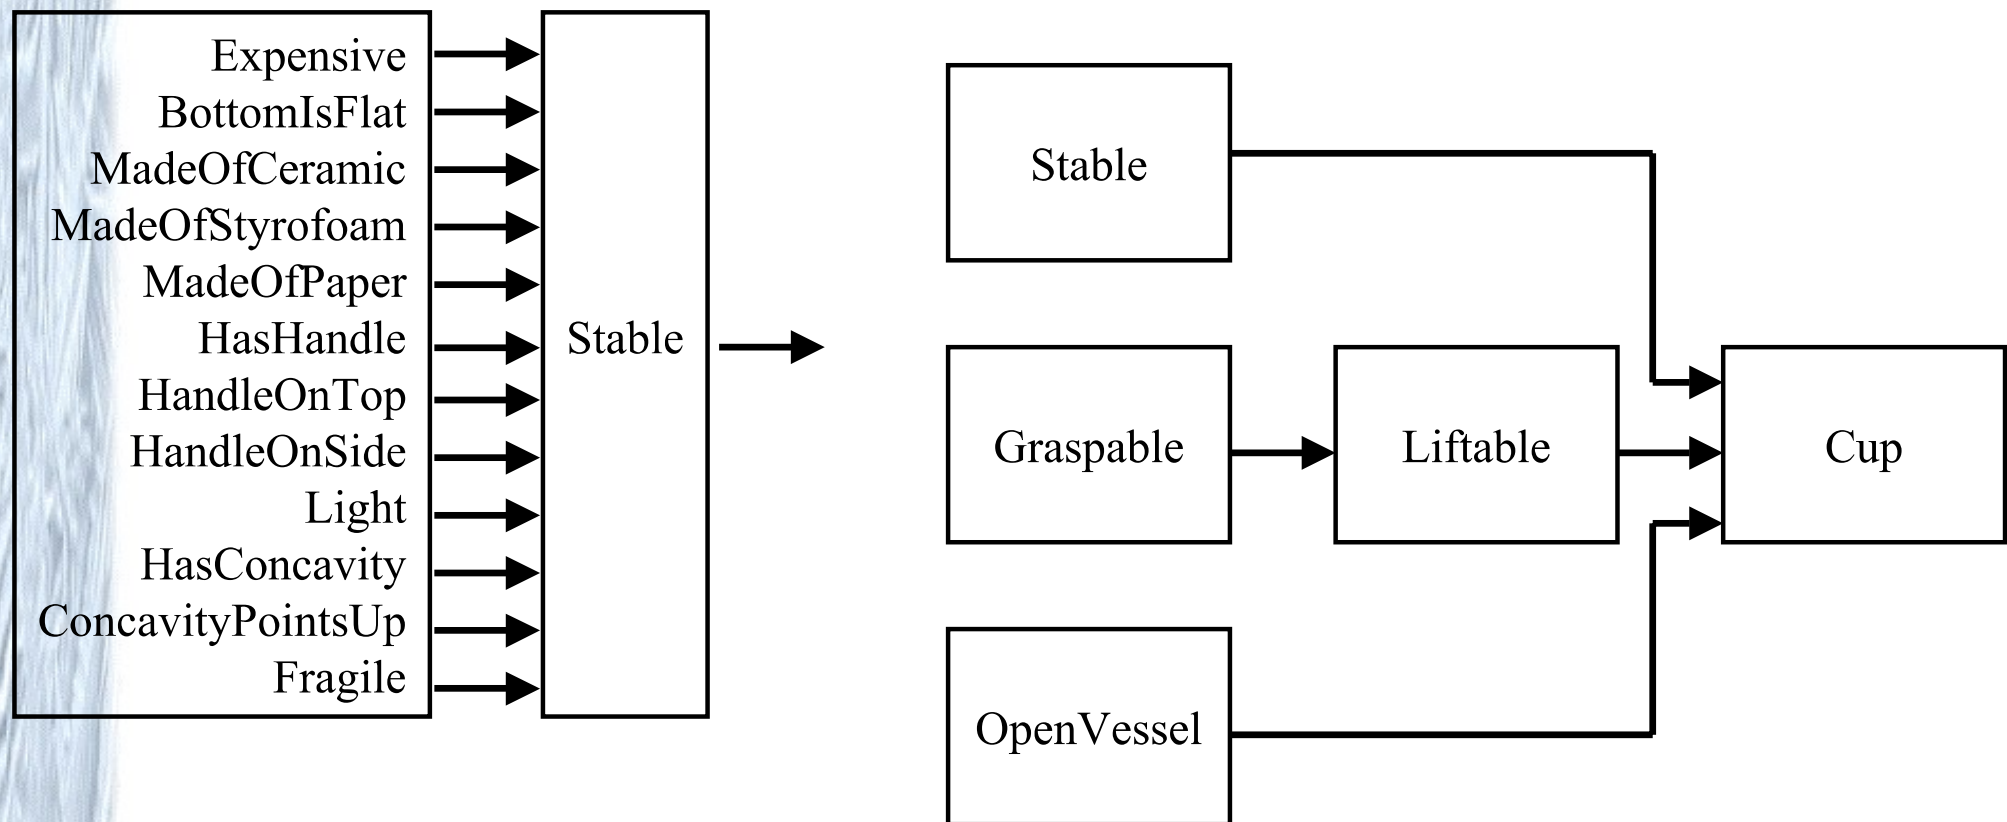 Expensive
BottomIsFlat
MadeOfCeramic
MadeOfStyrofoam
MadeOfPaper
HasHandle
HandleOnTop
HandleOnSide
Light
HasConcavity
ConcavityPointsUp
Fragile
Stable
Stable
Graspable
Liftable
Cup
OpenVessel